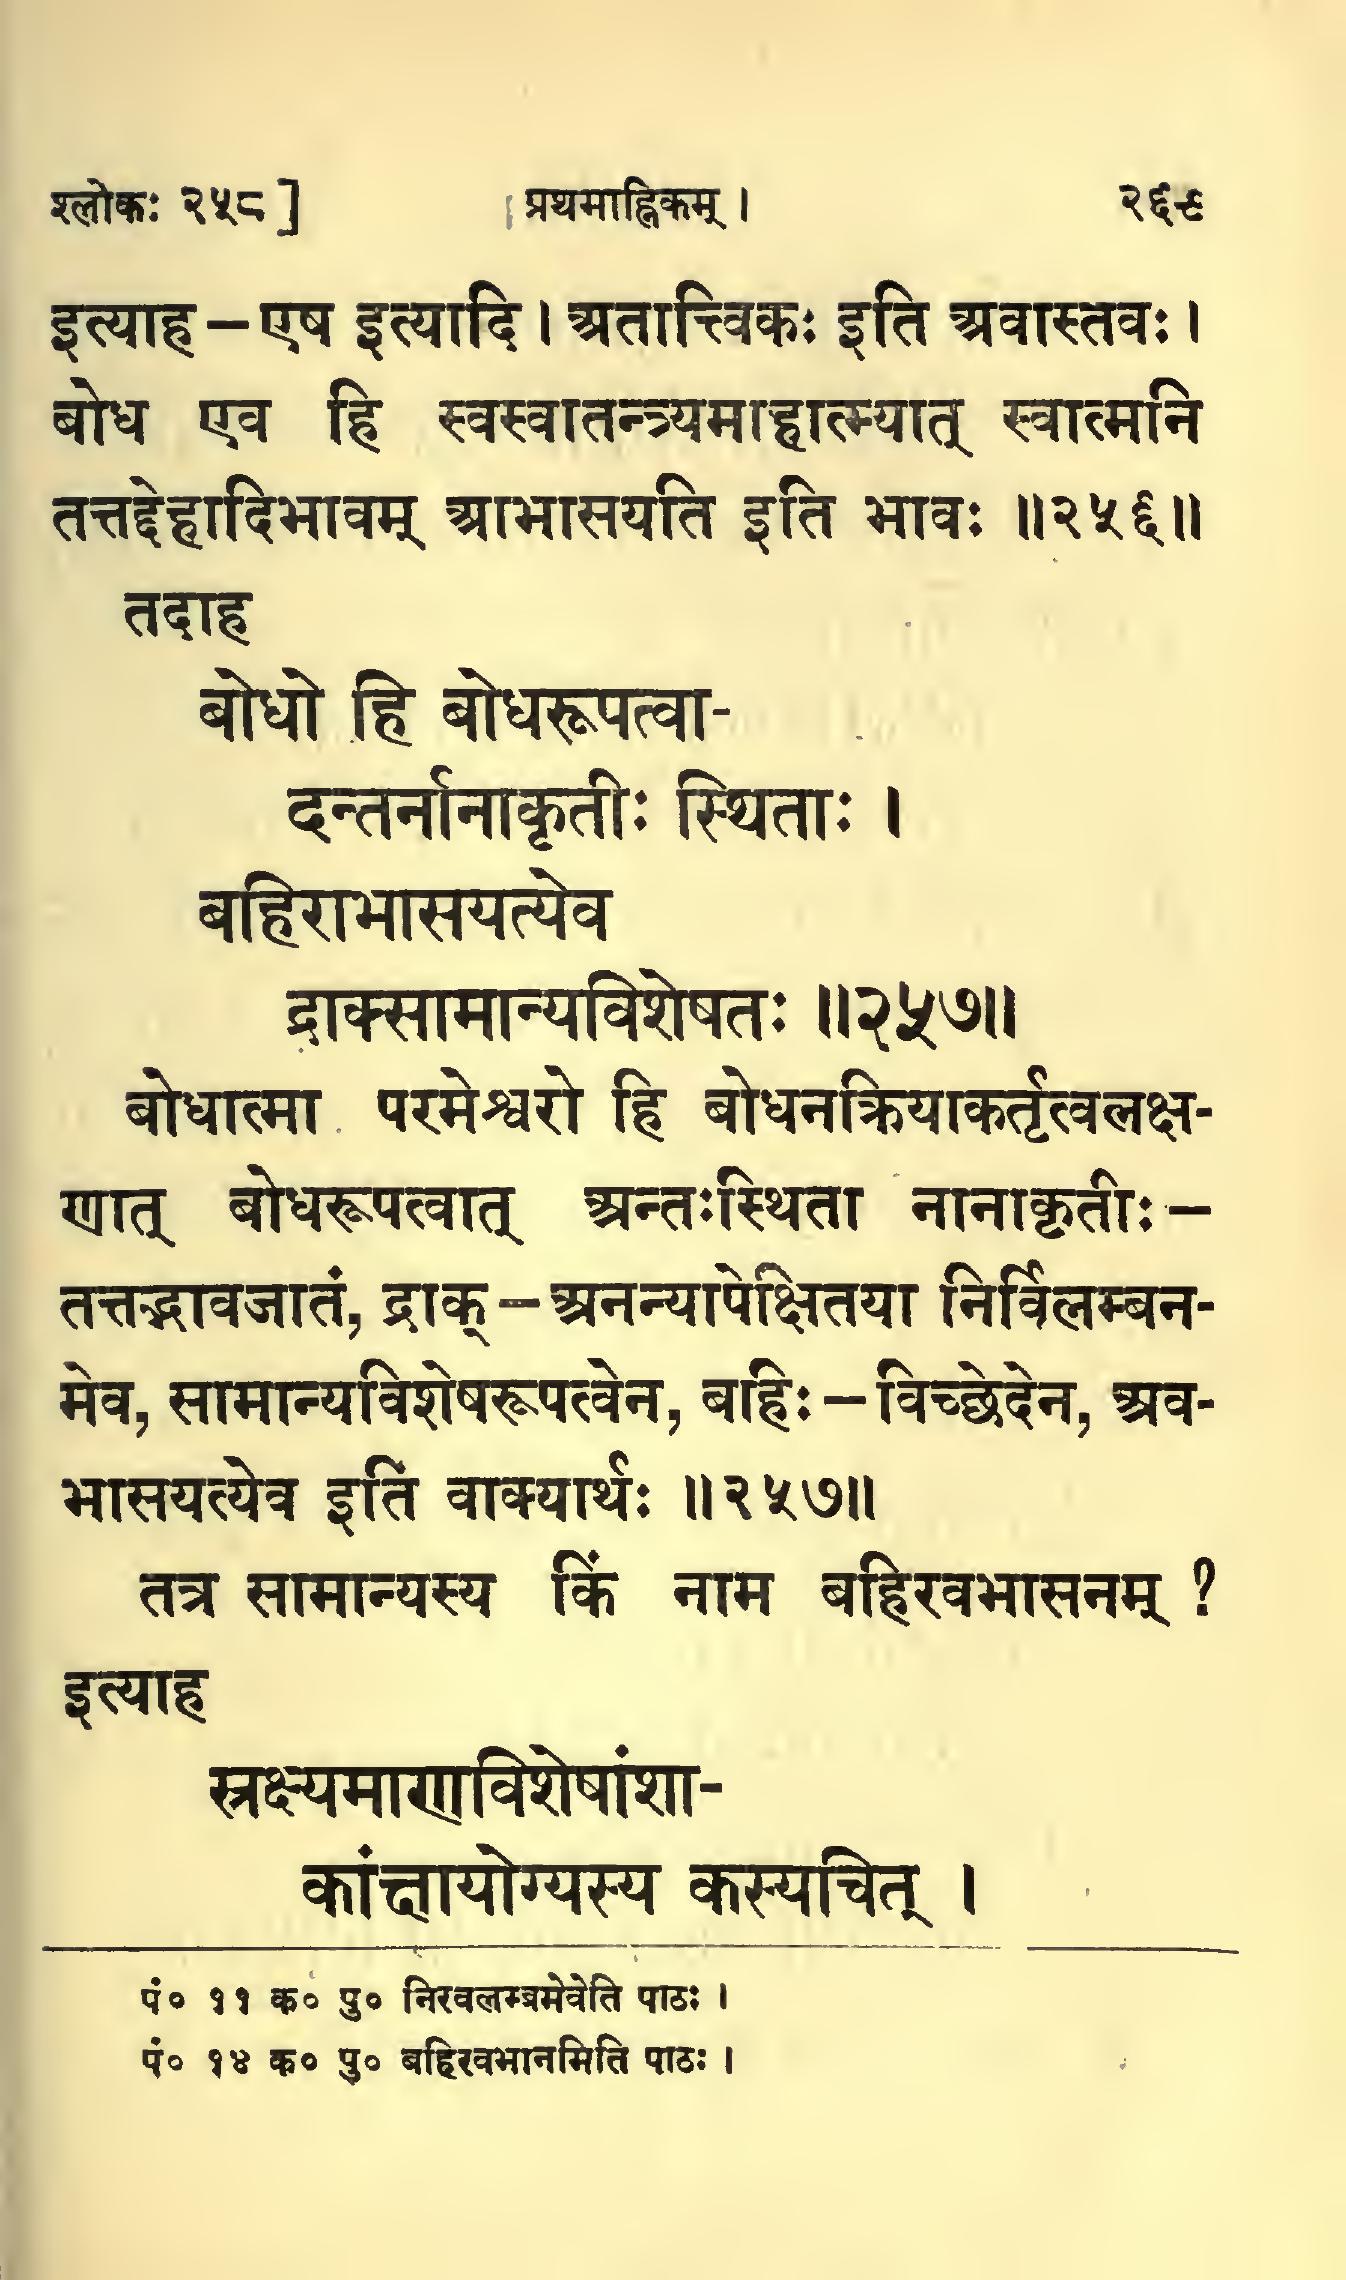 श्लोकः २५८] प्रथमाह्निकम् । २६९
इत्याह – एष इत्यादि । अतात्त्विकः इति अवास्तवः ।
बोध एव हि स्वस्वातन्त्र्यमाहात्म्यात् स्वात्मनि
तत्तद्देहादिभावम् आभासयति इति भावः ॥२५६॥
तदाह
बोधो हि बोधरूपत्वा-
दन्तर्नानाकृतीः स्थिताः ।
बहिराभासयत्येव
द्राक्सामान्यविशेषतः ॥२५७॥
बोधात्मा परमेश्वरो हि बोधनक्रियाकर्तृत्वलक्ष-
णात् बोधरूपत्वात् अन्तःस्थिता नानाकृतीः –
तत्तद्भावजातं, द्राक् – अनन्यापेक्षितया निर्विलम्बन-
मेव, सामान्यविशेषरूपत्वेन, बहिः – विच्छेदेन, अव-
भासयत्येव इति वाक्यार्थः ॥२५७॥
तत्र सामान्यस्य किं नाम बहिरवभासनम् ?
इत्याह
स्रक्ष्यमाणविशेषांशा-
कांक्षायोग्यस्य कस्यचित् ।
पं० ११ क० पु० निरवलम्बमेवेति पाठः ।
पं० १४ क० पु० बहिरवभानमिति पाठः ।